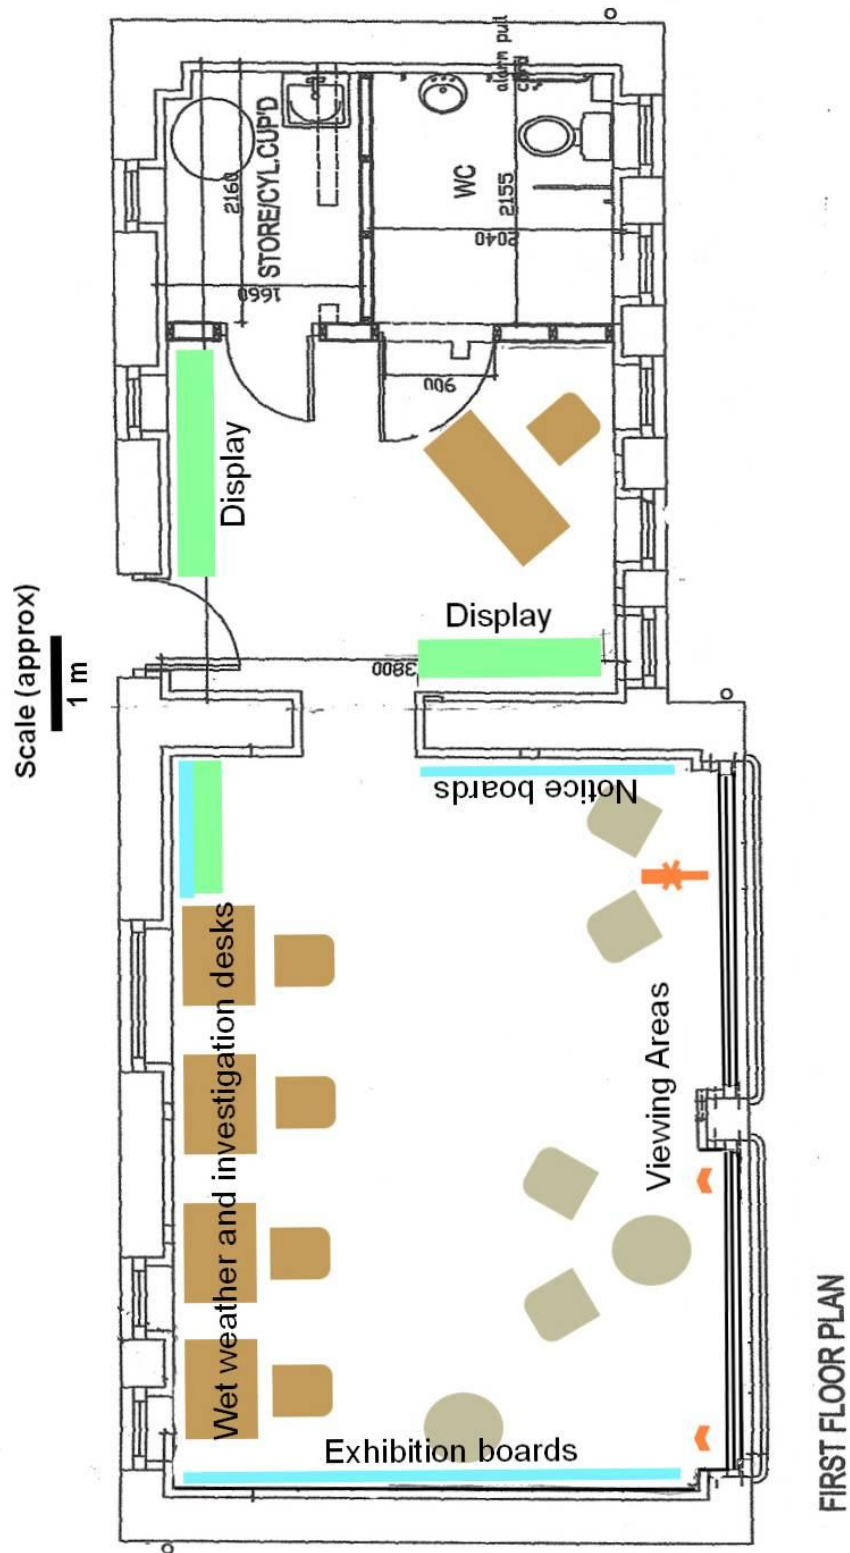 alarm pull
cord
STORE/CYL.CUP'D
2160
1660
WC
2155
2040
900
Display
Display
3800
Scale (approx)
1 m
Notice boards
Wet weather and investigation desks
Viewing Areas
Exhibition boards
FIRST FLOOR PLAN